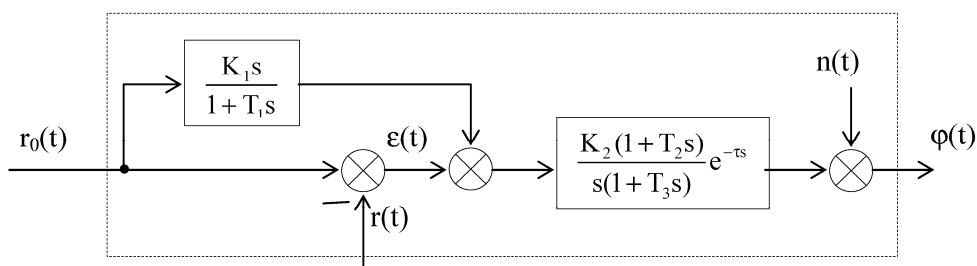 K₁s
1 + T₁s
n(t)
r₀(t)
ε(t)
φ(t)
K₂(1 + T₂s)
s(1 + T₃s)
e⁻τˢ
−
r(t)